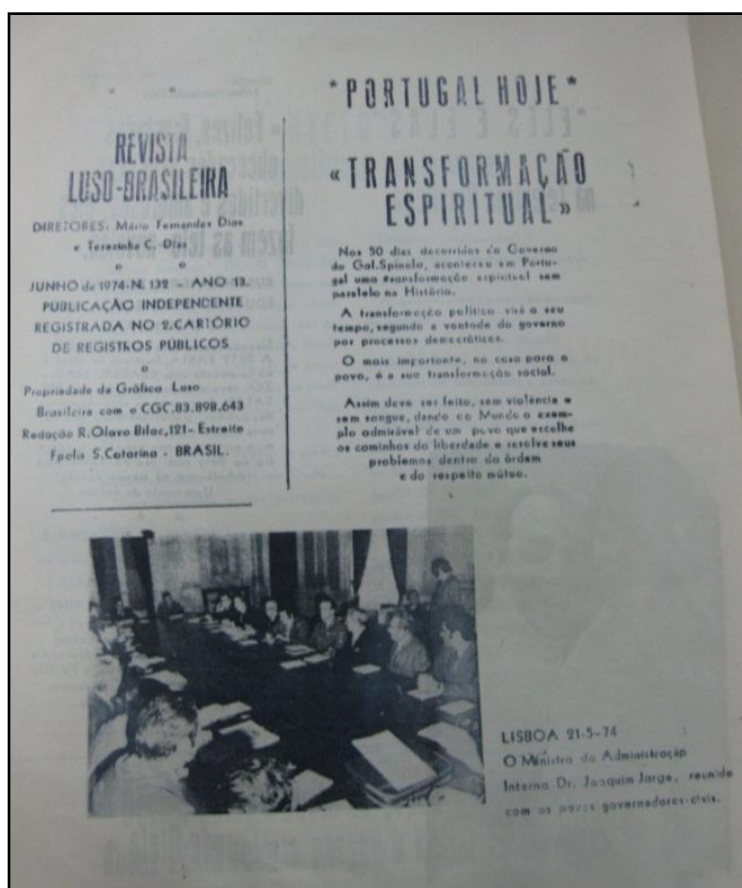 REVISTA
LUSO-BRASILEIRA
DIRETORES: Mário Fernandes Dias
e Terezinha C. Dias
o o
JUNHO de 1974-N. 132 - ANO 13.
PUBLICAÇÃO INDEPENDENTE
REGISTRADA NO 2.CARTÓRIO
DE REGISTROS PÚBLICOS
o
Propriedade da Gráfica Luso
Brasileira com o CGC.83.898.643
Redação R.Olavo Bilac,121- Estreito
Fpolis S.Catarina - BRASIL.
*PORTUGAL HOJE*
«TRANSFORMAÇÃO
ESPIRITUAL»
Nos 50 dias decorridos do Governo
do Gal.Spinola, aconteceu em Portu-
gal uma transformação espiritual sem
paralelo na História.
A transformação política virá a seu
tempo, segundo a vontade do governo
por processos democráticos.
O mais importante, no caso para o
povo, é a sua transformação social.
Assim deve ser feito, sem violência e
sem sangue, dando ao Mundo o exem-
plo admirável de um povo que escolhe
os caminhos da liberdade e resolve seus
problemas dentro da órdem
e do respeito mútuo.
LISBOA 21-5-74
O Ministro da Administração
Interna Dr. Joaquim Jorge, reunido
com os novos governadores-civis.